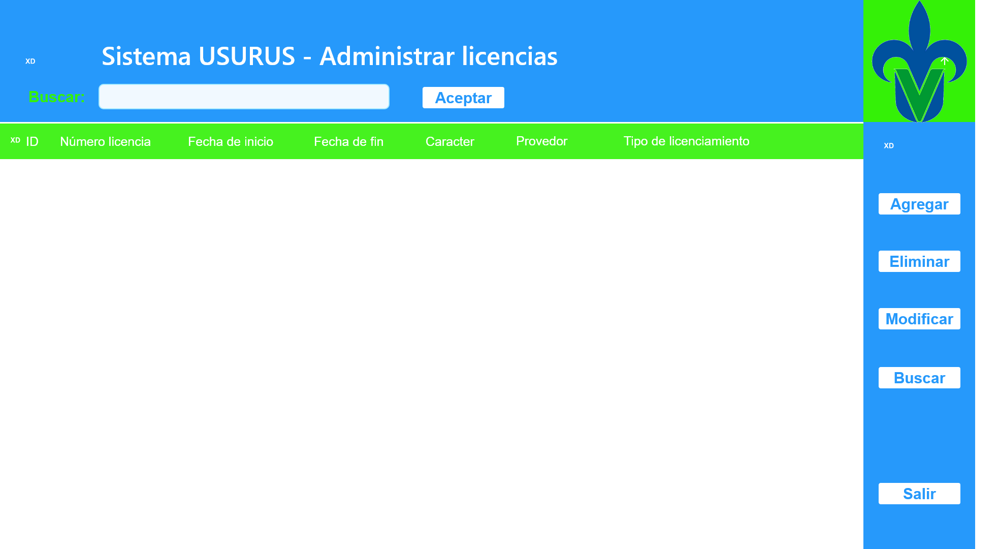 XD
Sistema USURUS - Administrar licencias
Buscar:
Aceptar
XD ID Número licencia Fecha de inicio Fecha de fin Caracter Provedor Tipo de licenciamiento
XD
Agregar
Eliminar
Modificar
Buscar
Salir